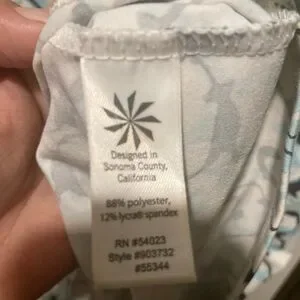 Designed in
Sonoma County,
California
88% polyester,
12% lycra® spandex
RN #54023
Style #903732
#55344